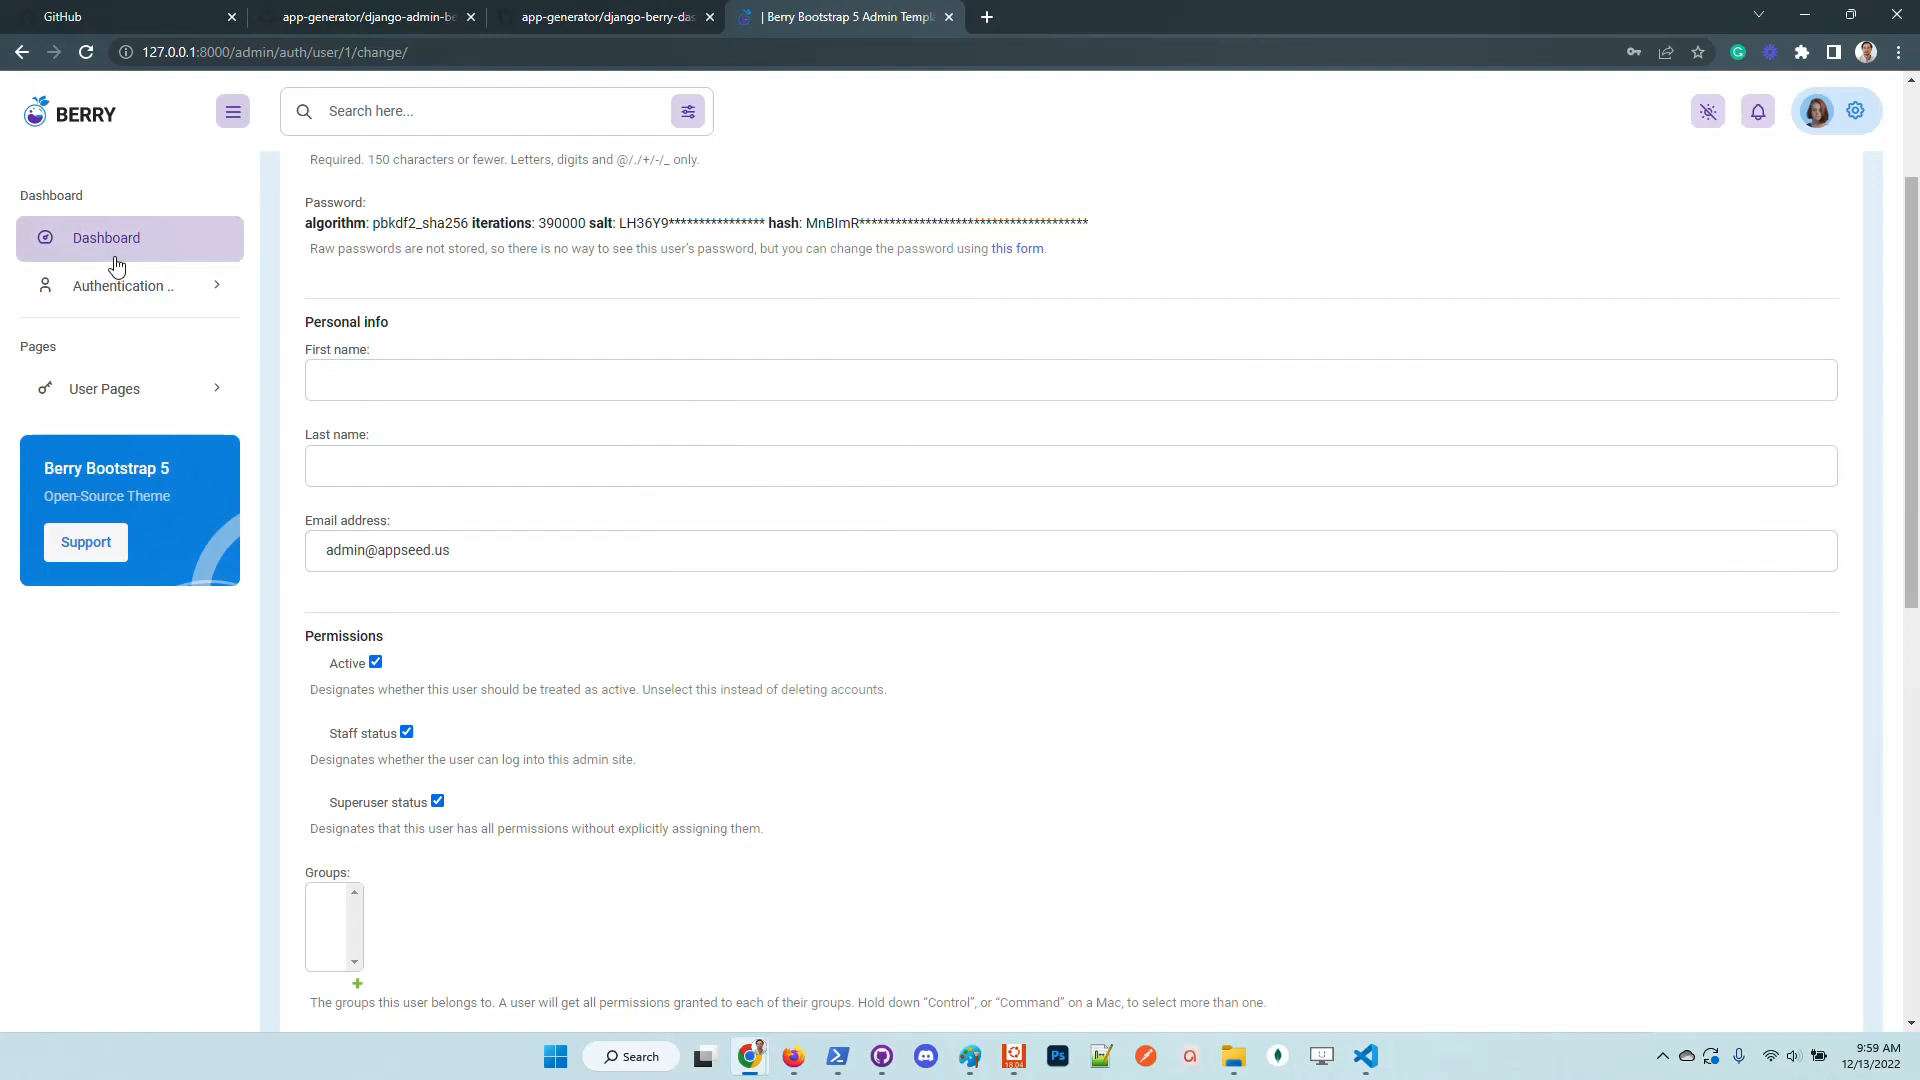 GitHub
app-generator/django-admin-be
app-generator/django-berry-das
| Berry Bootstrap 5 Admin Templ
127.0.0.1:8000/admin/auth/user/1/change/
BERRY
Search here...
Required. 150 characters or fewer. Letters, digits and @/./+/-/_ only.
Dashboard
Dashboard
Authentication ..
Pages
User Pages
Berry Bootstrap 5
Open-Source Theme
Support
Password:
algorithm: pbkdf2_sha256 iterations: 390000 salt: LH36Y9**************** hash: MnBImR**************************************
Raw passwords are not stored, so there is no way to see this user's password, but you can change the password using this form.
Personal info
First name:
Last name:
Email address:
admin@appseed.us
Permissions
Active
Designates whether this user should be treated as active. Unselect this instead of deleting accounts.
Staff status
Designates whether the user can log into this admin site.
Superuser status
Designates that this user has all permissions without explicitly assigning them.
Groups:
The groups this user belongs to. A user will get all permissions granted to each of their groups. Hold down “Control”, or “Command” on a Mac, to select more than one.
Search
Ps
18.04
9:59 AM
12/13/2022